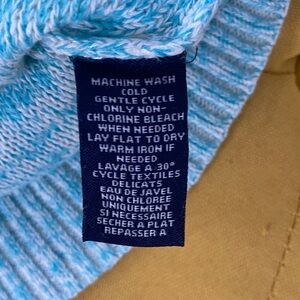 MACHINE WASH
COLD
GENTLE CYCLE
ONLY NON-
CHLORINE BLEACH
WHEN NEEDED
LAY FLAT TO DRY
WARM IRON IF
NEEDED
LAVAGE A 30°
CYCLE TEXTILES
DELICATS
EAU DE JAVEL
NON CHLOREE
UNIQUEMENT
SI NECESSAIRE
SECHER A PLAT
REPASSER A